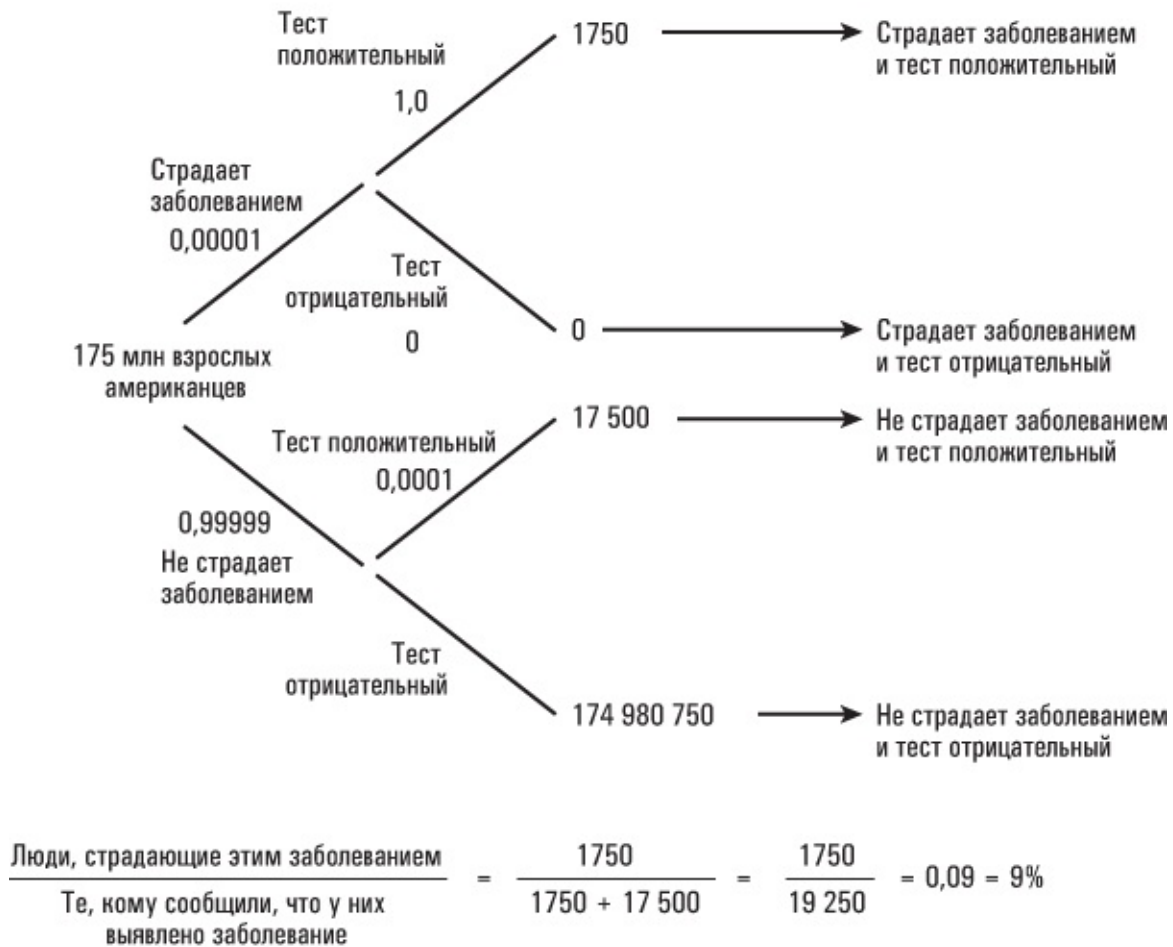 Тест
положительный
1,0
1750
Страдает заболеванием
и тест положительный
Страдает
заболеванием
0,00001
Тест
отрицательный
0
0
Страдает заболеванием
и тест отрицательный
175 млн взрослых
американцев
Тест положительный
0,0001
17 500
Не страдает заболеванием
и тест положительный
0,99999
Не страдает
заболеванием
Тест
отрицательный
174 980 750
Не страдает заболеванием
и тест отрицательный
Люди, страдающие этим заболеванием
Те, кому сообщили, что у них
выявлено заболевание
=
1750
1750 + 17 500
=
1750
19 250
= 0,09 = 9%